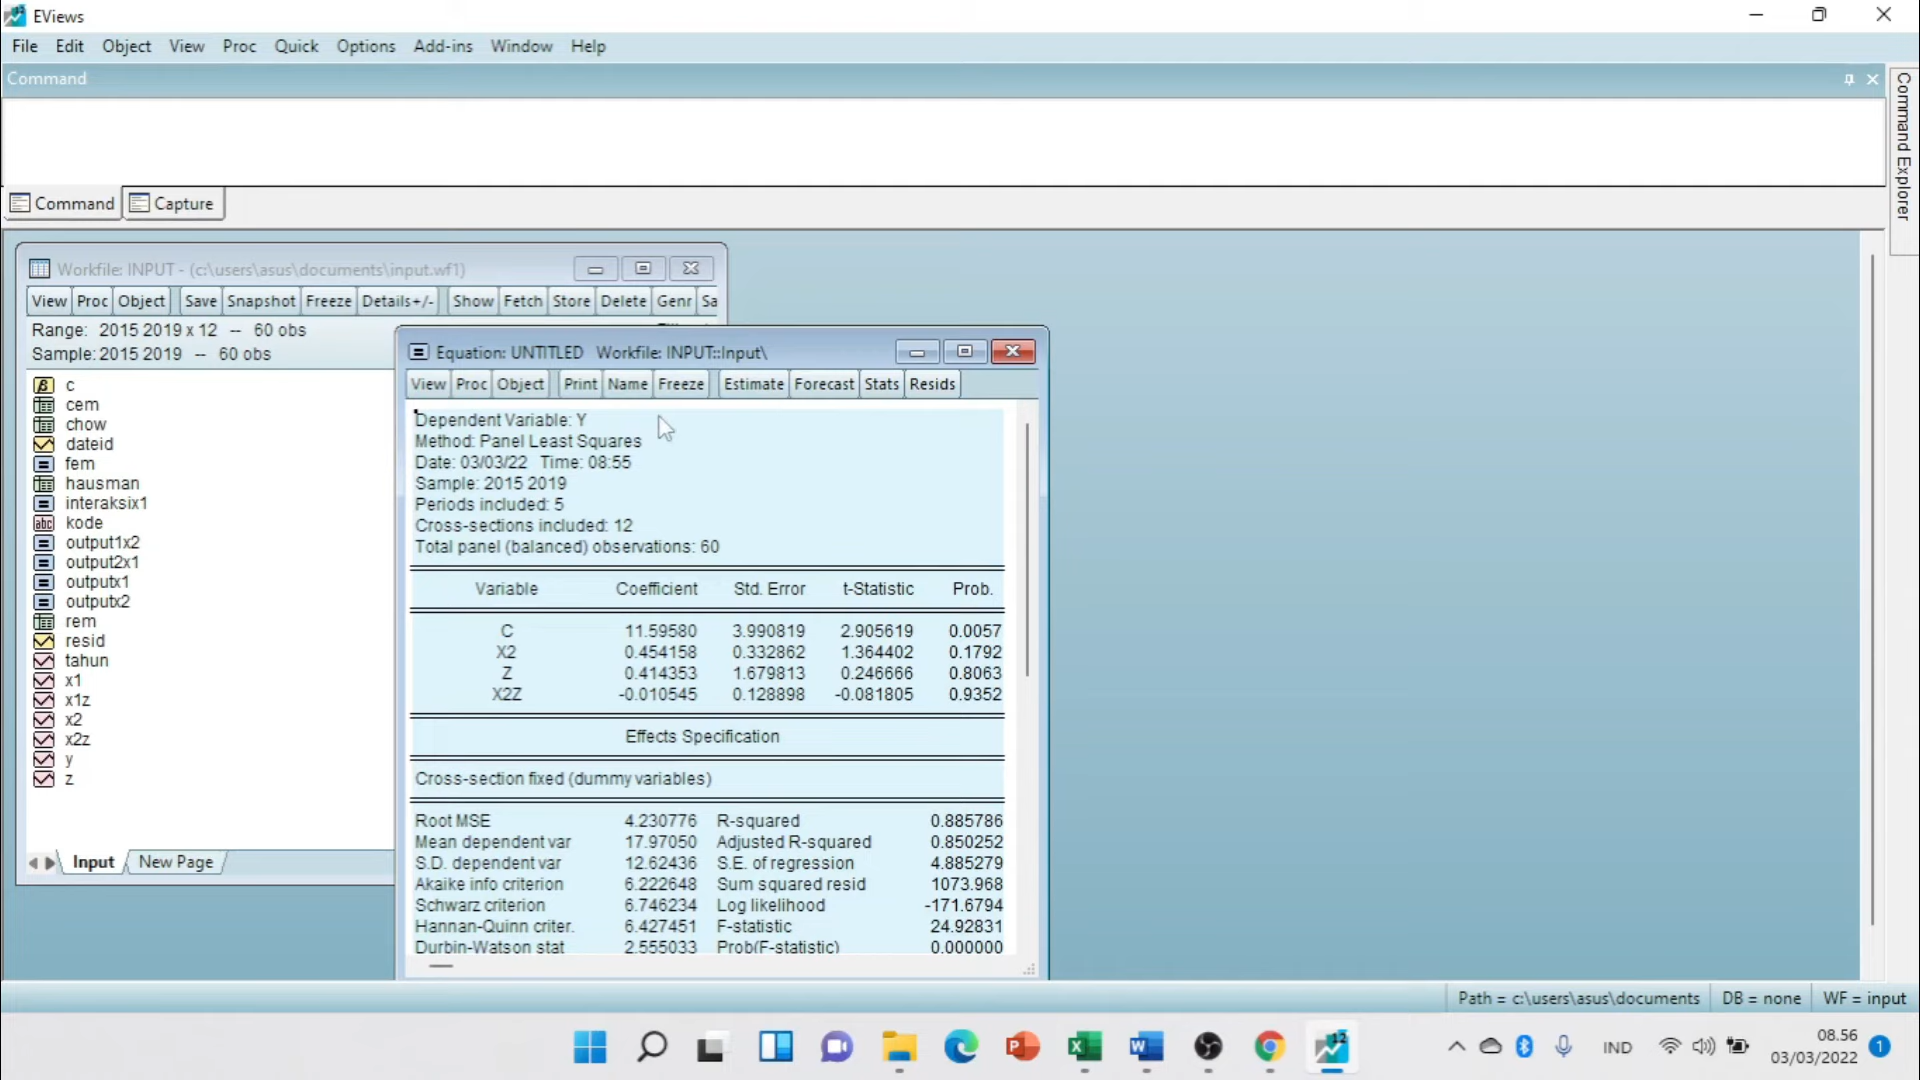 EViews
File Edit Object View Proc Quick Options Add-ins Window Help
Command
Command Explorer
Command Capture
Workfile: INPUT - (c:\users\asus\documents\input.wf1)
View Proc Object Save Snapshot Freeze Details+/- Show Fetch Store Delete Genr Sa
Range: 2015 2019 x 12 -- 60 obs
Sample: 2015 2019 -- 60 obs
c
cem
chow
dateid
fem
hausman
interaksix1
kode
output1x2
output2x1
outputx1
outputx2
rem
resid
tahun
x1
x1z
x2
x2z
y
z
Input New Page
Equation: UNTITLED Workfile: INPUT::Input\
View Proc Object Print Name Freeze Estimate Forecast Stats Resids
Dependent Variable: Y
Method: Panel Least Squares
Date: 03/03/22 Time: 08:55
Sample: 2015 2019
Periods included: 5
Cross-sections included: 12
Total panel (balanced) observations: 60
Variable Coefficient Std. Error t-Statistic Prob.
C 11.59580 3.990819 2.905619 0.0057
X2 0.454158 0.332862 1.364402 0.1792
Z 0.414353 1.679813 0.246666 0.8063
X2Z -0.010545 0.128898 -0.081805 0.9352
Effects Specification
Cross-section fixed (dummy variables)
Root MSE 4.230776 R-squared 0.885786
Mean dependent var 17.97050 Adjusted R-squared 0.850252
S.D. dependent var 12.62436 S.E. of regression 4.885279
Akaike info criterion 6.222648 Sum squared resid 1073.968
Schwarz criterion 6.746234 Log likelihood -171.6794
Hannan-Quinn criter. 6.427451 F-statistic 24.92831
Durbin-Watson stat 2.555033 Prob(F-statistic) 0.000000
Path = c:\users\asus\documents DB = none WF = input
IND
08.56
03/03/2022
1